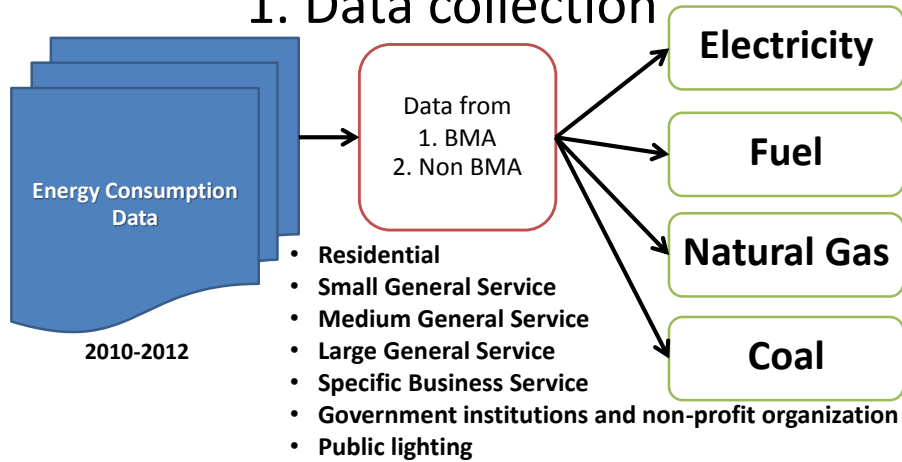 1. Data collection
Energy Consumption
Data
2010-2012
Data from
1. BMA
2. Non BMA
• Residential
• Small General Service
• Medium General Service
• Large General Service
• Specific Business Service
• Government institutions and non-profit organization
• Public lighting
Electricity
Fuel
Natural Gas
Coal